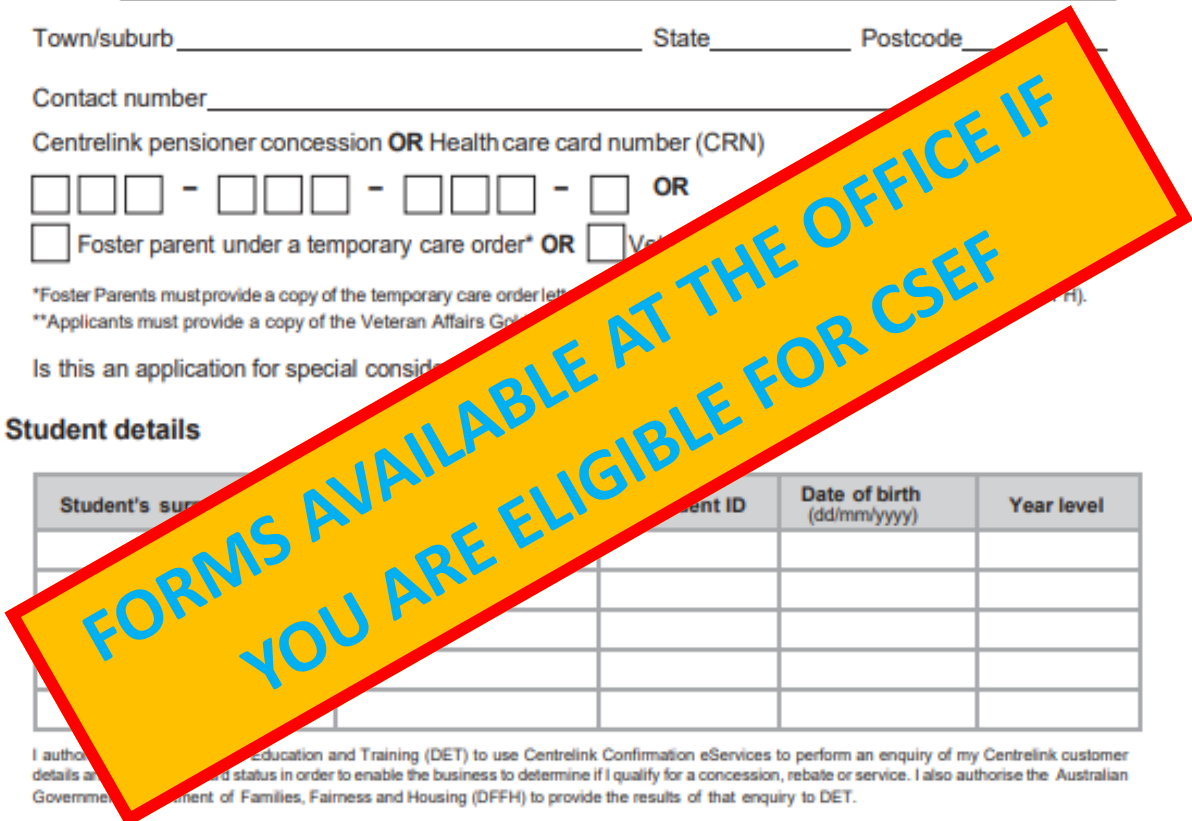 Town/suburb State Postcode
Contact number
Centrelink pensioner concession OR Health care card number (CRN)
- - - OR
Foster parent under a temporary care order* OR
*Foster Parents must provide a copy of the temporary care order
**Applicants must provide a copy of the Veteran Affairs
Is this an application for special
Student details
Student's ID Date of birth Year level
(dd/mm/yyyy)
FORMS AVAILABLE AT THE OFFICE IF
YOU ARE ELIGIBLE FOR CSEF
I Education and Training (DET) to use Centrelink Confirmation eServices to perform an enquiry of my Centrelink customer
details status in order to enable the business to determine if I qualify for a concession, rebate or service. I also authorise the Australian
of Families, Fairness and Housing (DFFH) to provide the results of that enquiry to DET.